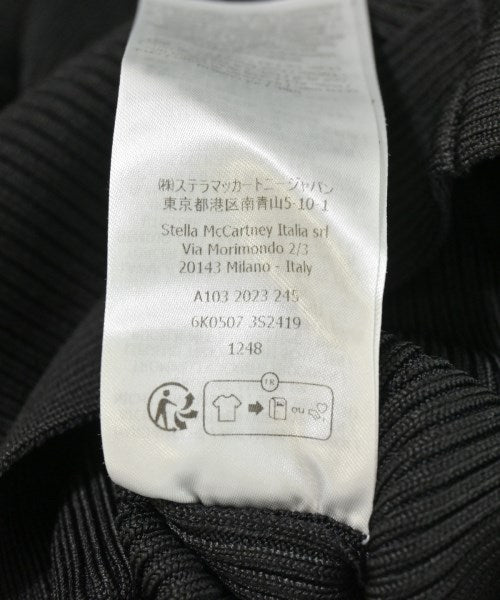 ㈱ステラマッカートニージャパン
東京都港区南青山5-10-1
Stella McCartney Italia srl
Via Morimondo 2/3
20143 Milano - Italy
A103 2023 245
6K0507 3S2419
1248
FR
ou